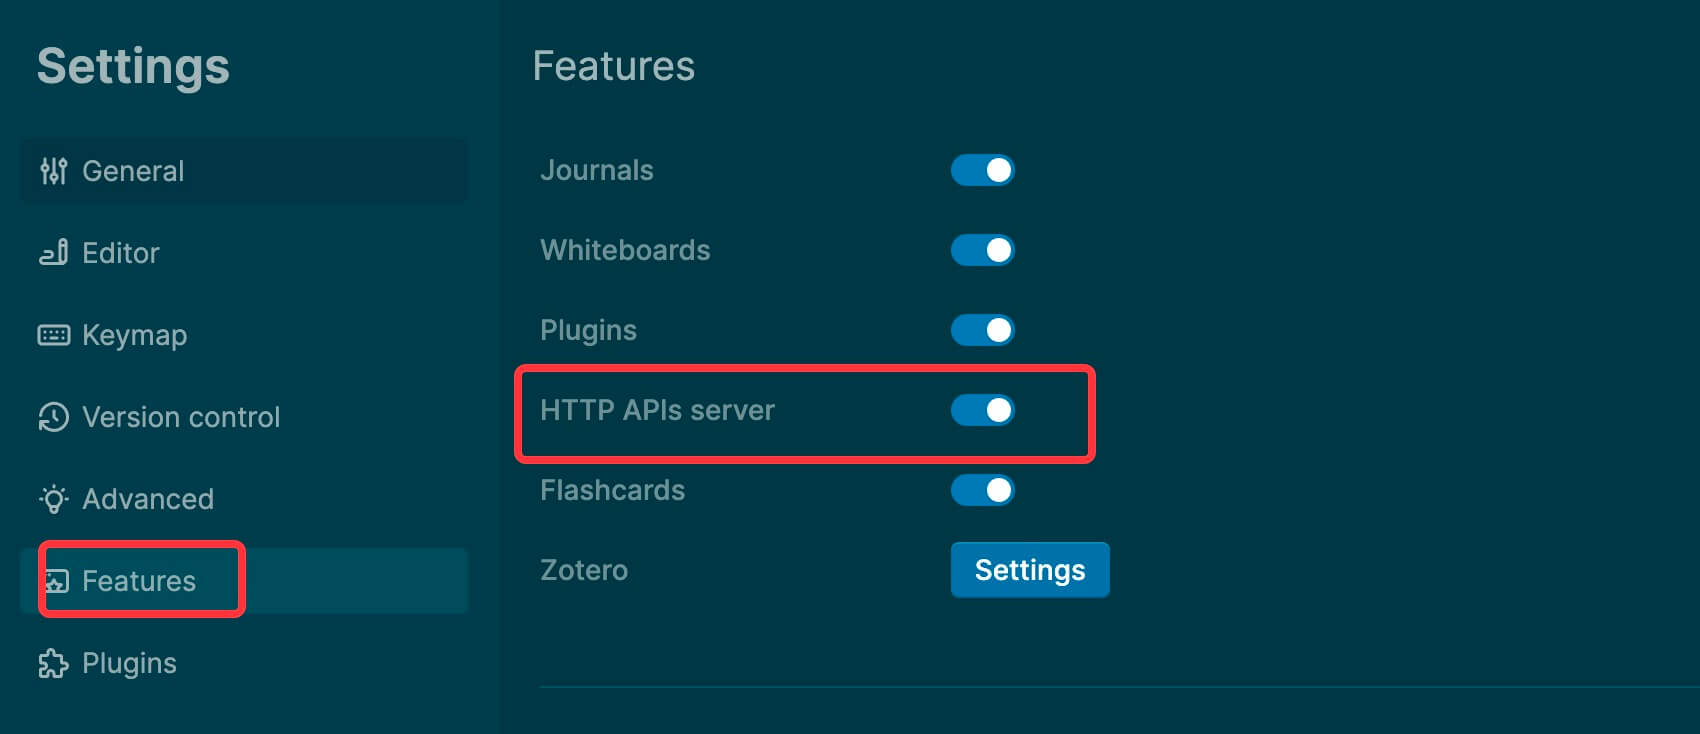 Settings
General
Editor
Keymap
Version control
Advanced
Features
Plugins
Features
Journals
Whiteboards
Plugins
HTTP APIs server
Flashcards
Zotero
Settings